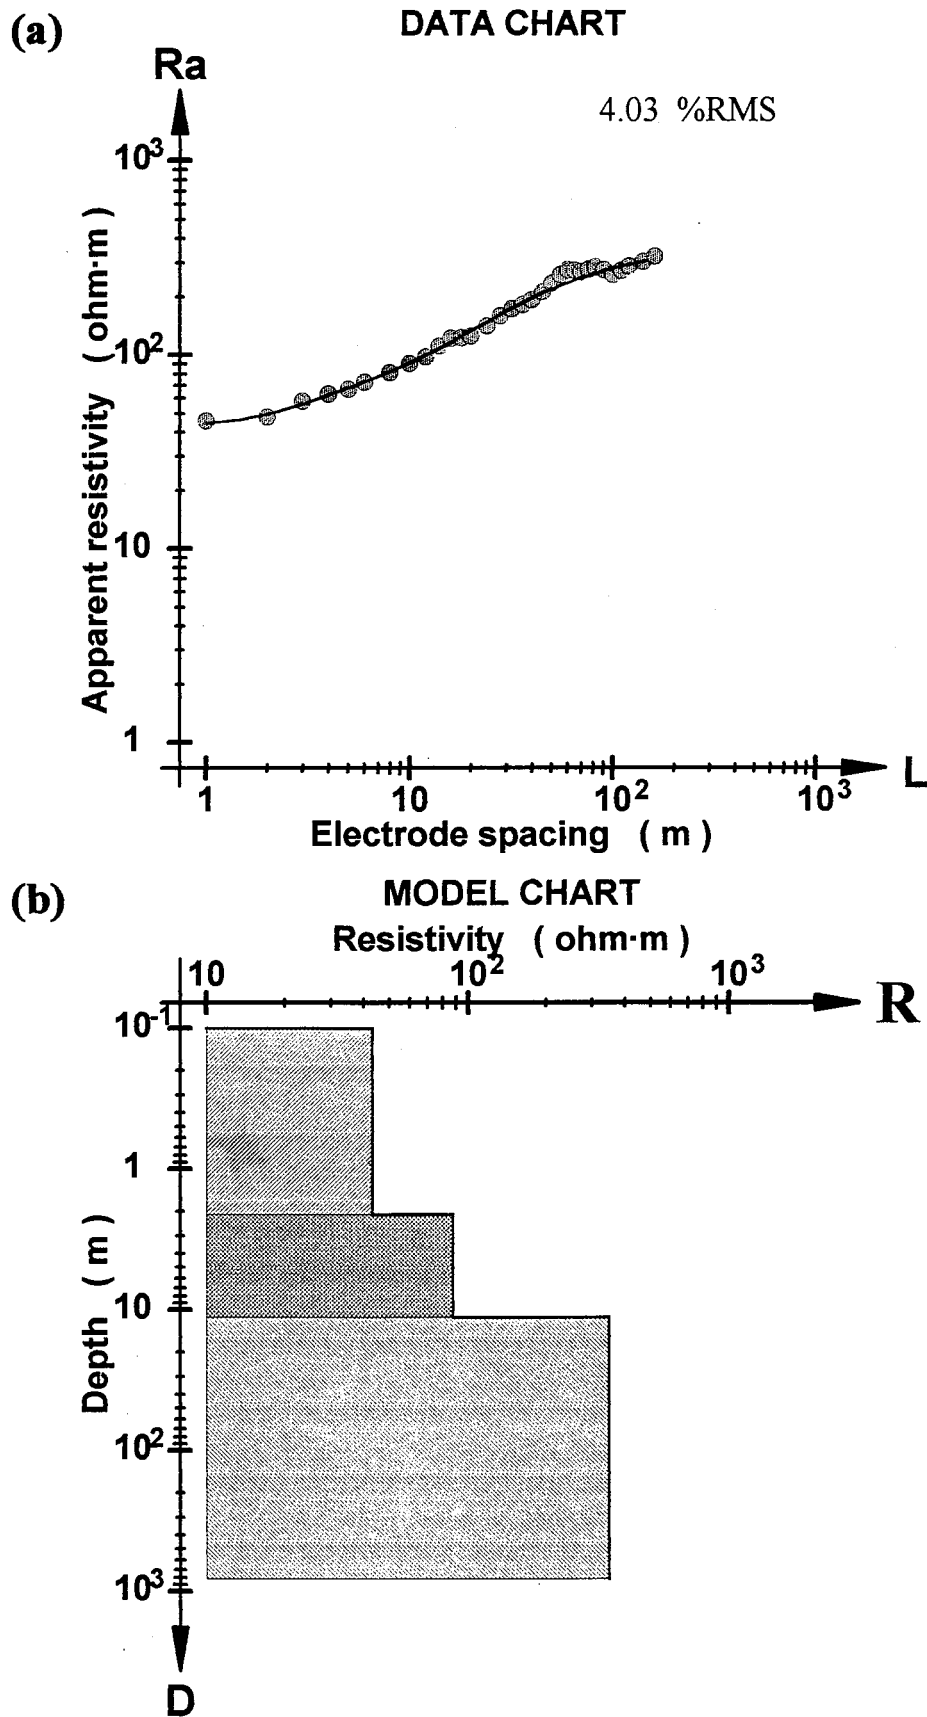 (a)
DATA CHART
Ra
4.03 %RMS
10³
10²
10
1
Apparent resistivity ( ohm·m )
1 10 10² 10³
L
Electrode spacing ( m )
(b)
MODEL CHART
Resistivity ( ohm·m )
10 10² 10³
R
10⁻¹
1
10
10²
10³
Depth ( m )
D